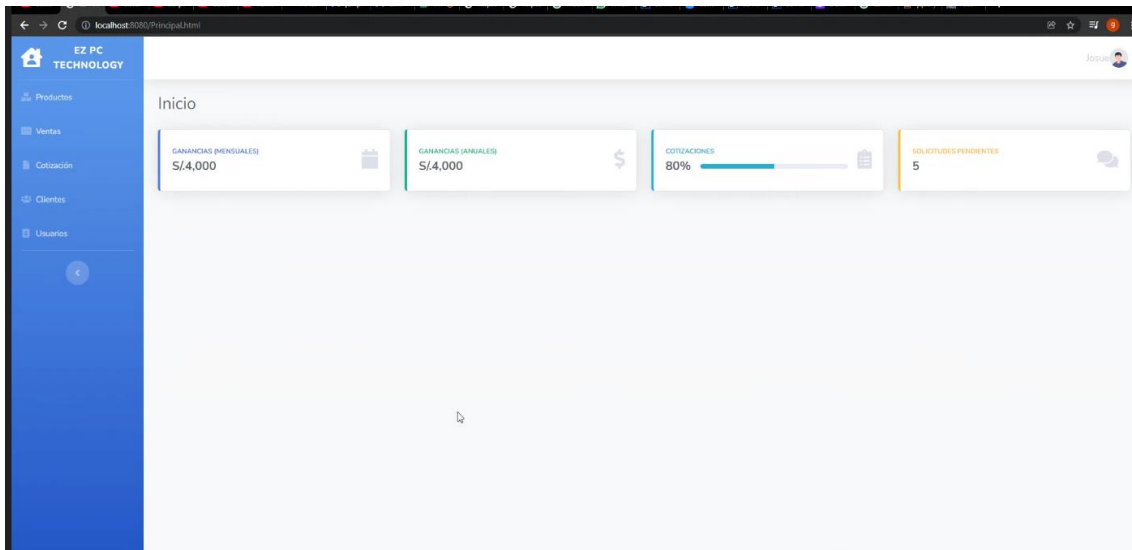 localhost:8080/Principal.html
EZ PC
TECHNOLOGY
Josue
Productos
Inicio
Ventas
GANANCIAS (MENSUALES)
S/.4,000
GANANCIAS (ANUALES)
S/.4,000
COTIZACIONES
80%
SOLICITUDES PENDIENTES
5
Cotización
Clientes
Usuarios